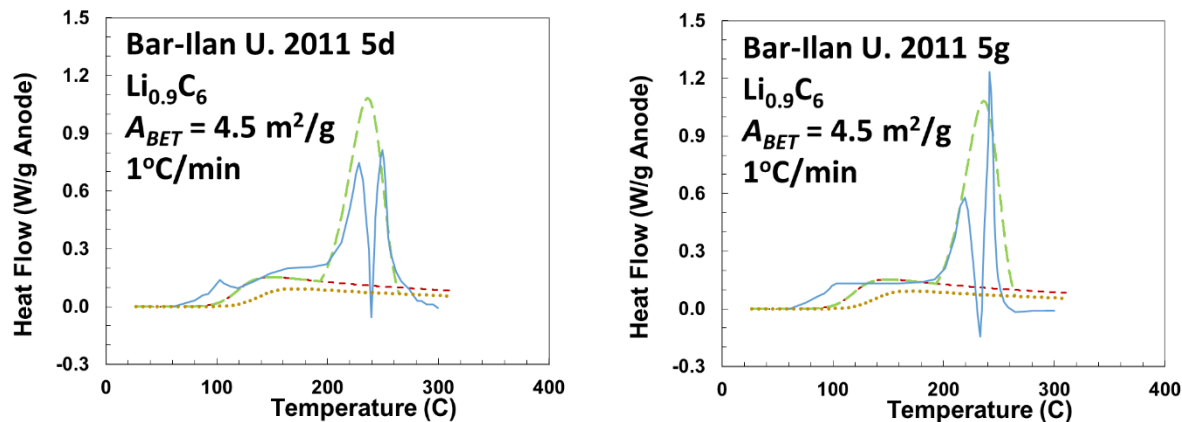 Bar-Ilan U. 2011 5d
Li0.9C6
ABET = 4.5 m2/g
1oC/min
Heat Flow (W/g Anode)
1.5
1.2
0.9
0.6
0.3
0.0
-0.3
0 100 200 300 400
Temperature (C)
Bar-Ilan U. 2011 5g
Li0.9C6
ABET = 4.5 m2/g
1oC/min
Heat Flow (W/g Anode)
1.5
1.2
0.9
0.6
0.3
0.0
-0.3
0 100 200 300 400
Temperature (C)